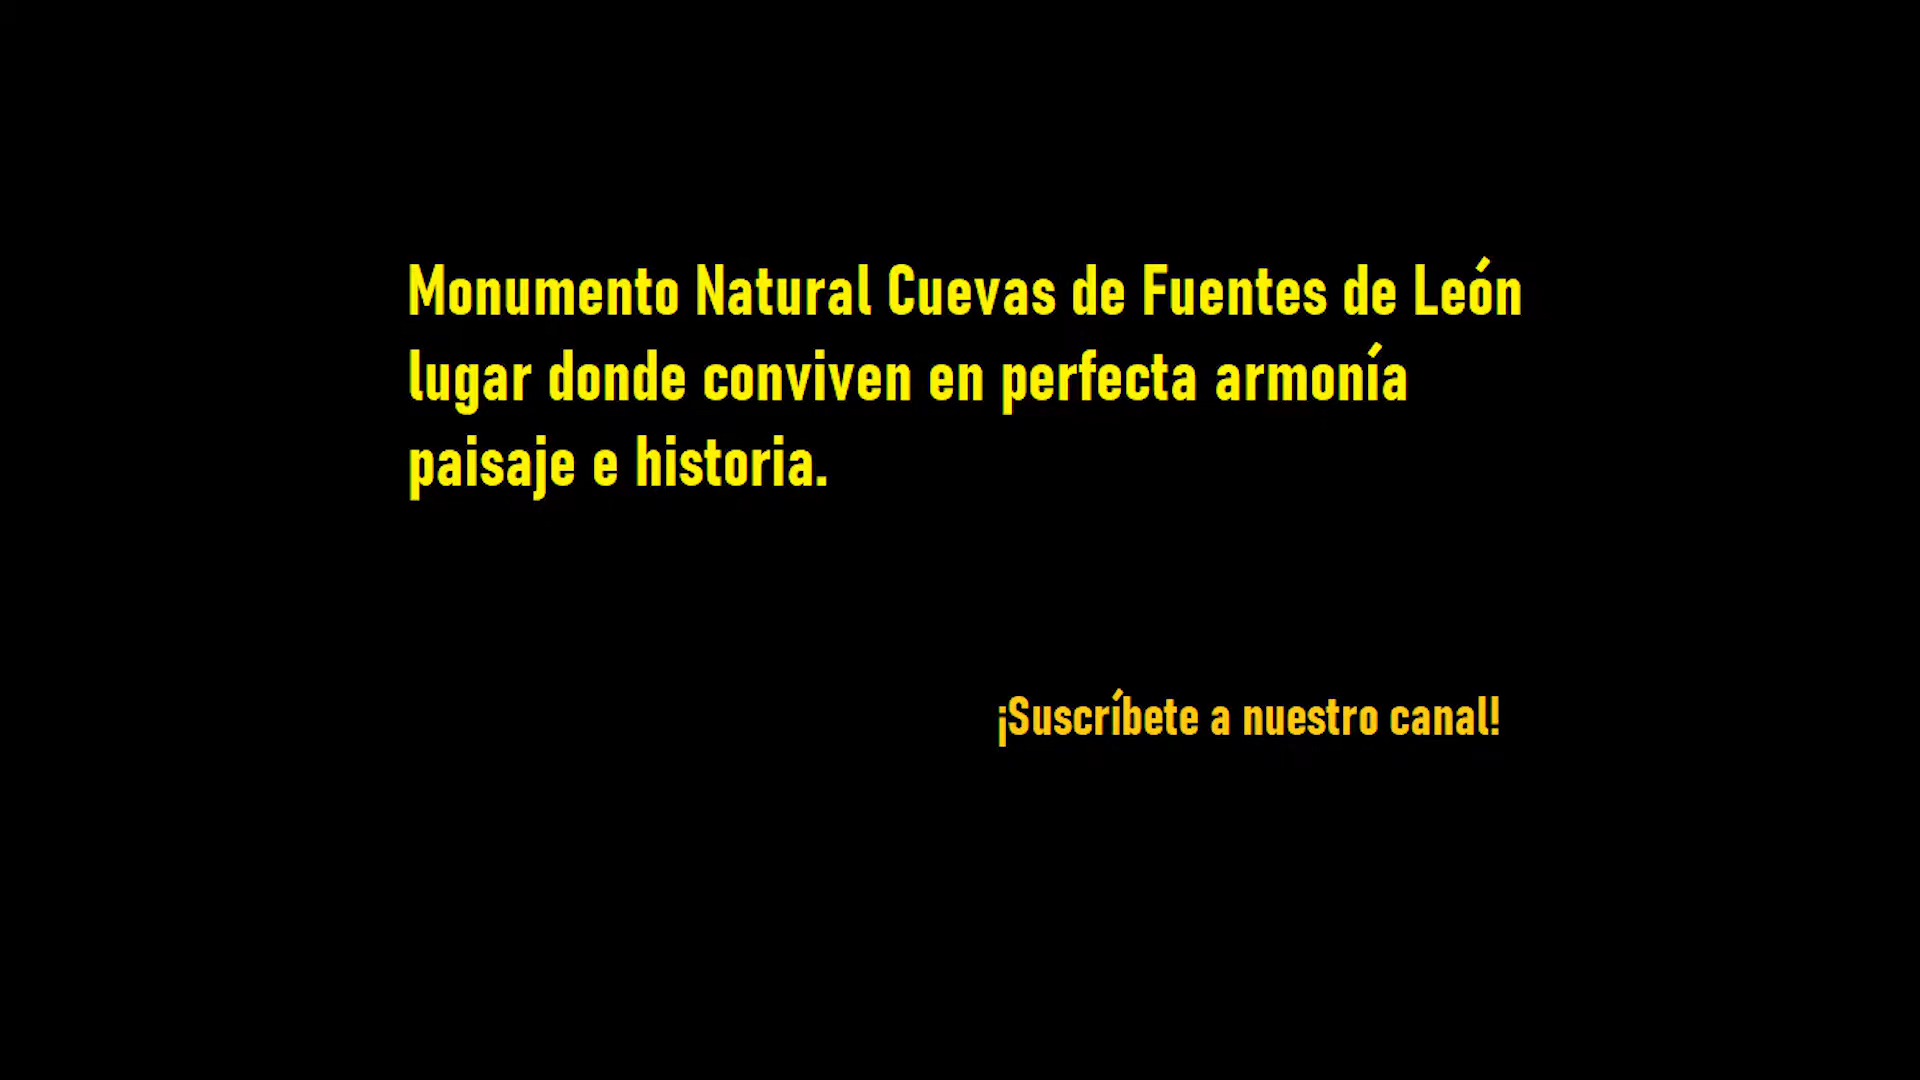 Monumento Natural Cuevas de Fuentes de León
lugar donde conviven en perfecta armonía
paisaje e historia.
¡Suscríbete a nuestro canal!